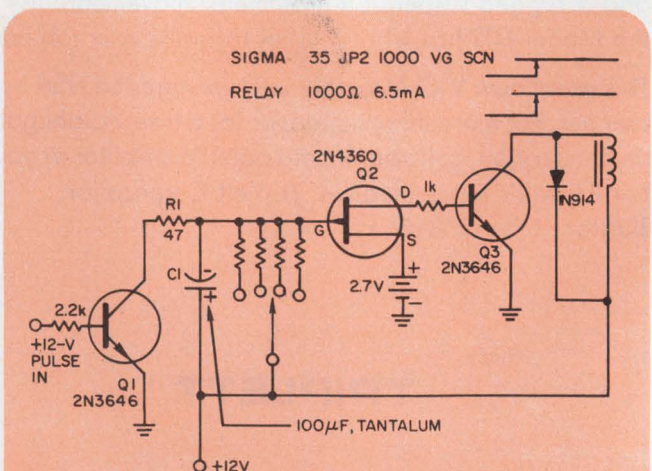 SIGMA 35 JP2 1000 VG SCN
RELAY 1000Ω 6.5mA
2N4360
Q2
D
1k
R1
47
G
S
1N914
Q3
2N3646
C1
-
+
2.7V
+
-
2.2k
+12-V
PULSE
IN
Q1
2N3646
100μF, TANTALUM
+12V